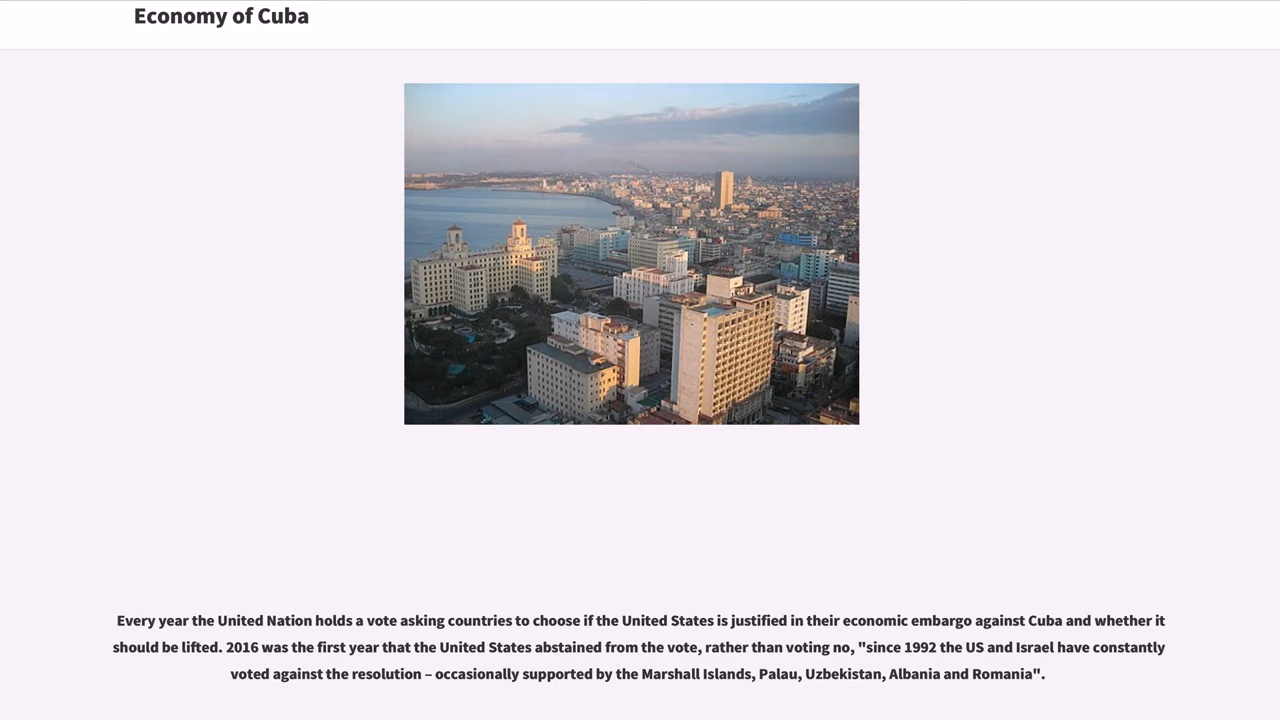 Economy of Cuba
Every year the United Nation holds a vote asking countries to choose if the United States is justified in their economic embargo against Cuba and whether it
should be lifted. 2016 was the first year that the United States abstained from the vote, rather than voting no, "since 1992 the US and Israel have constantly
voted against the resolution – occasionally supported by the Marshall Islands, Palau, Uzbekistan, Albania and Romania".